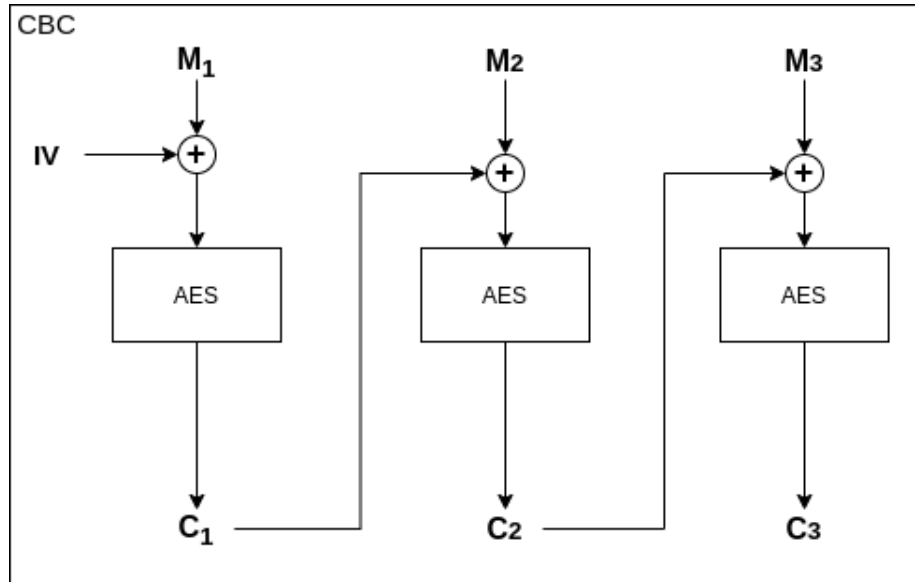 CBC
M1
M2
M3
IV
+
+
+
AES
AES
AES
C1
C2
C3